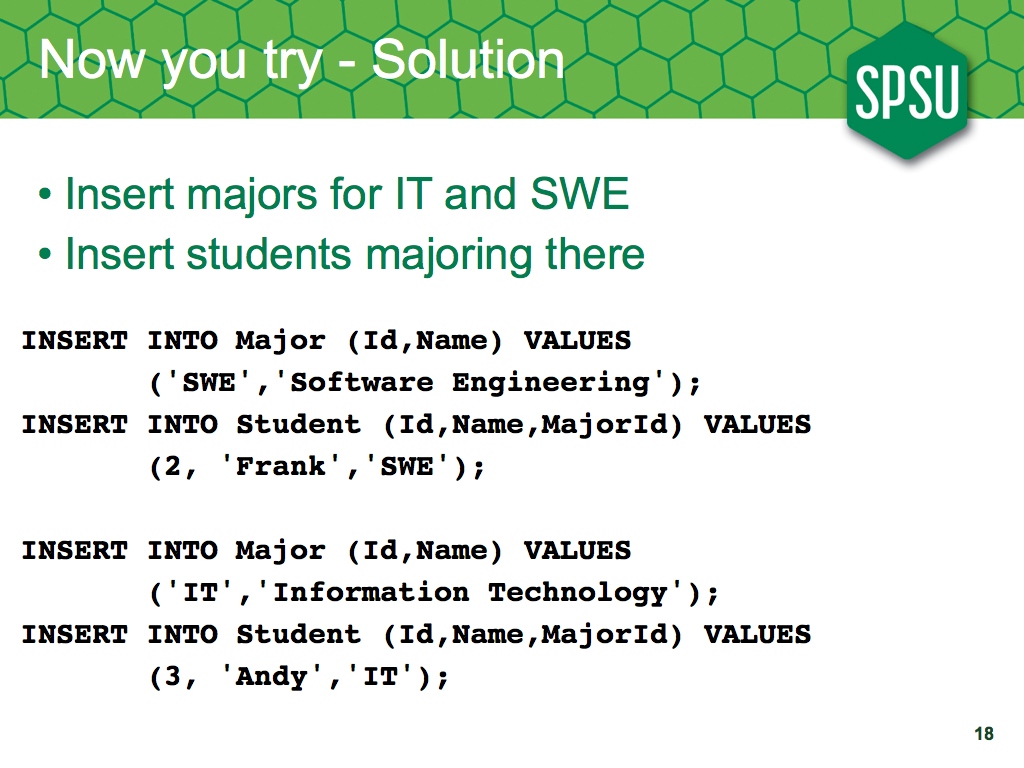 Now you try - Solution
SPSU
• Insert majors for IT and SWE
• Insert students majoring there
INSERT INTO Major (Id,Name) VALUES
('SWE','Software Engineering');
INSERT INTO Student (Id,Name,MajorId) VALUES
(2, 'Frank','SWE');
INSERT INTO Major (Id,Name) VALUES
('IT','Information Technology');
INSERT INTO Student (Id,Name,MajorId) VALUES
(3, 'Andy','IT');
18